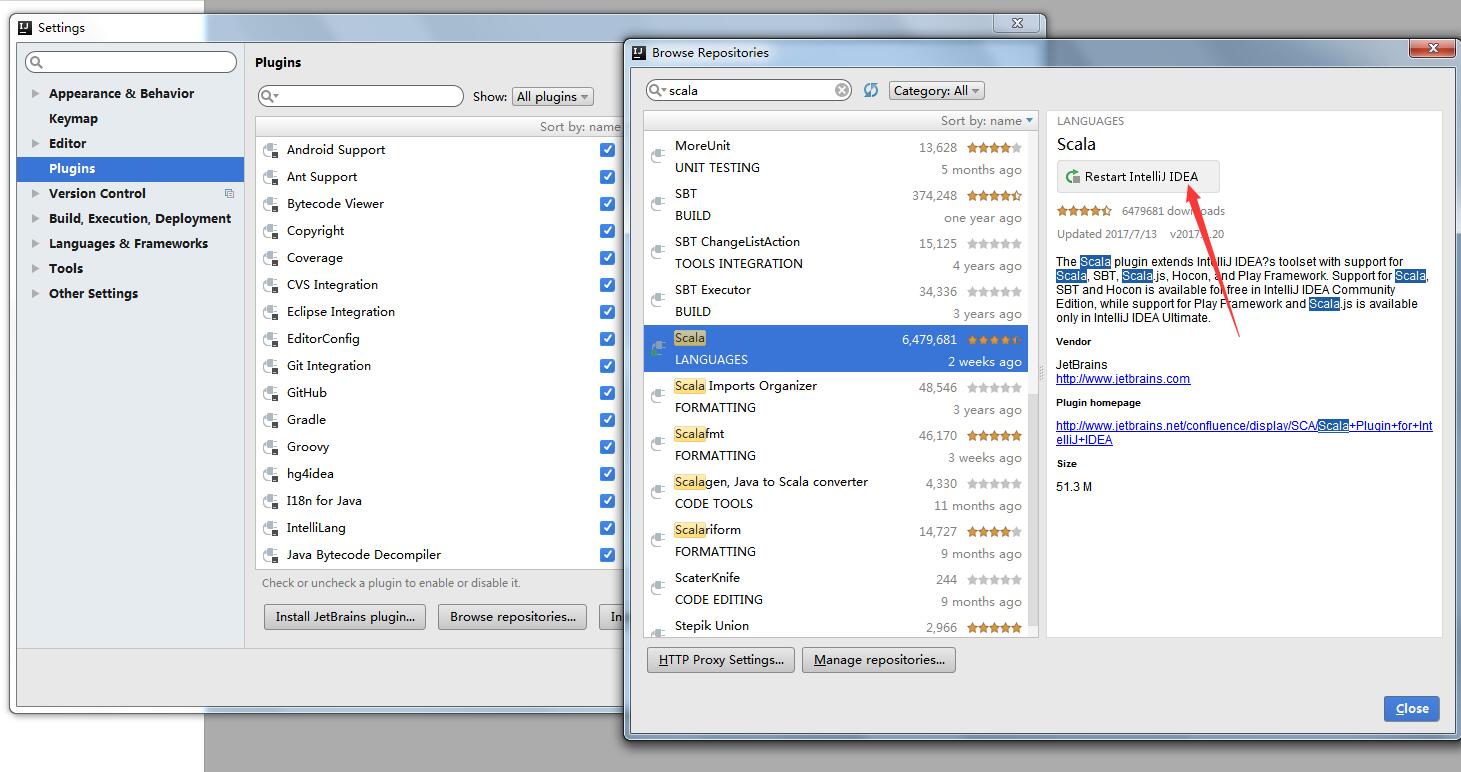 Settings
Appearance & Behavior
Keymap
Editor
Plugins
Version Control
Build, Execution, Deployment
Languages & Frameworks
Tools
Other Settings
Plugins
Show: All plugins
Sort by: name
Android Support
Ant Support
Bytecode Viewer
Copyright
Coverage
CVS Integration
Eclipse Integration
EditorConfig
Git Integration
GitHub
Gradle
Groovy
hg4idea
I18n for Java
IntelliLang
Java Bytecode Decompiler
Check or uncheck a plugin to enable or disable it.
Install JetBrains plugin... Browse repositories... In
Browse Repositories
scala Category: All
Sort by: name
MoreUnit 13,628
UNIT TESTING 5 months ago
SBT 374,248
BUILD one year ago
SBT ChangeListAction 15,125
TOOLS INTEGRATION 4 years ago
SBT Executor 34,336
BUILD 3 years ago
Scala 6,479,681
LANGUAGES 2 weeks ago
Scala Imports Organizer 48,546
FORMATTING 3 years ago
Scalafmt 46,170
FORMATTING 3 weeks ago
Scalagen, Java to Scala converter 4,330
CODE TOOLS 11 months ago
Scalariform 14,727
FORMATTING 9 months ago
ScaterKnife 244
CODE EDITING 9 months ago
Stepik Union 2,966
HTTP Proxy Settings... Manage repositories...
LANGUAGES
Scala
Restart IntelliJ IDEA
6479681 downloads
Updated 2017/7/13
The Scala plugin extends IntelliJ IDEA?s toolset with support for
Scala, SBT, Scala.js, Hocon, and Play Framework. Support for Scala,
SBT and Hocon is available for free in IntelliJ IDEA Community
Edition, while support for Play Framework and Scala.js is available
only in IntelliJ IDEA Ultimate.
Vendor
JetBrains
http://www.jetbrains.com
Plugin homepage
http://www.jetbrains.net/confluence/display/SCA/Scala+Plugin+for+Int
elliJ+IDEA
Size
51.3 M
Close